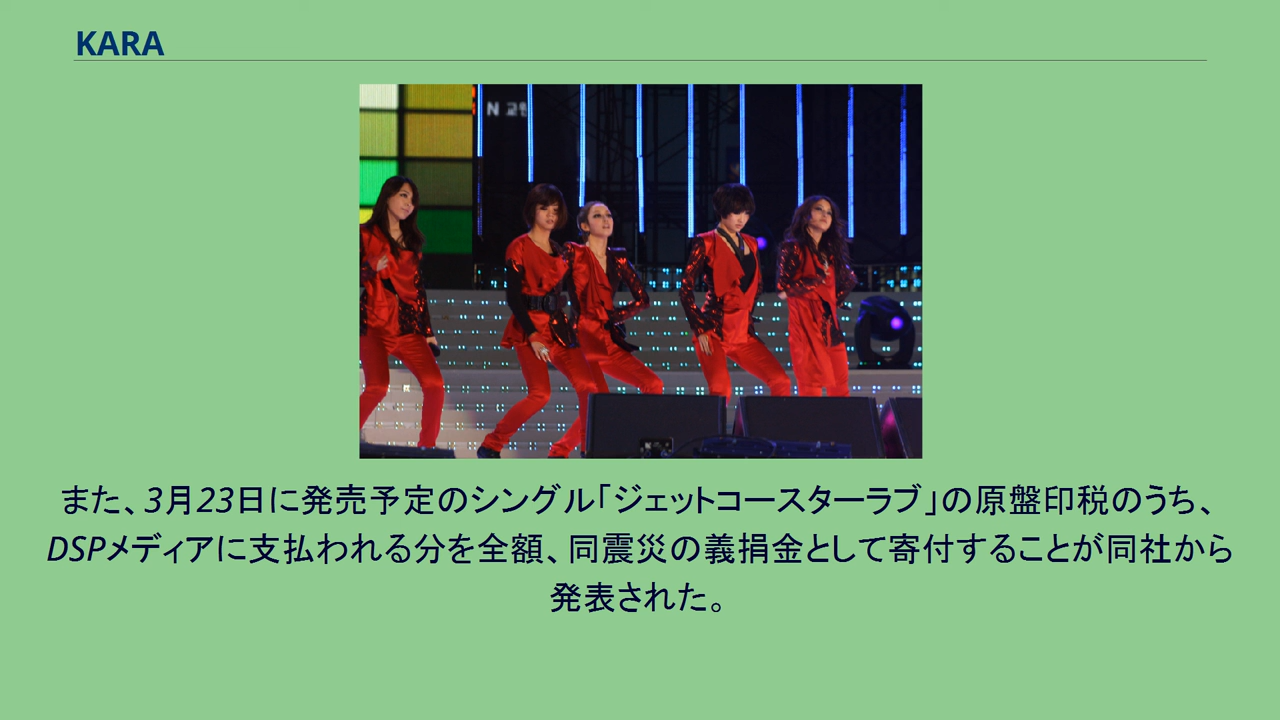 KARA
N 교원
また、3月23日に発売予定のシングル「ジェットコースターラブ」の原盤印税のうち、
DSPメディアに支払われる分を全額、同震災の義捐金として寄付することが同社から
発表された。